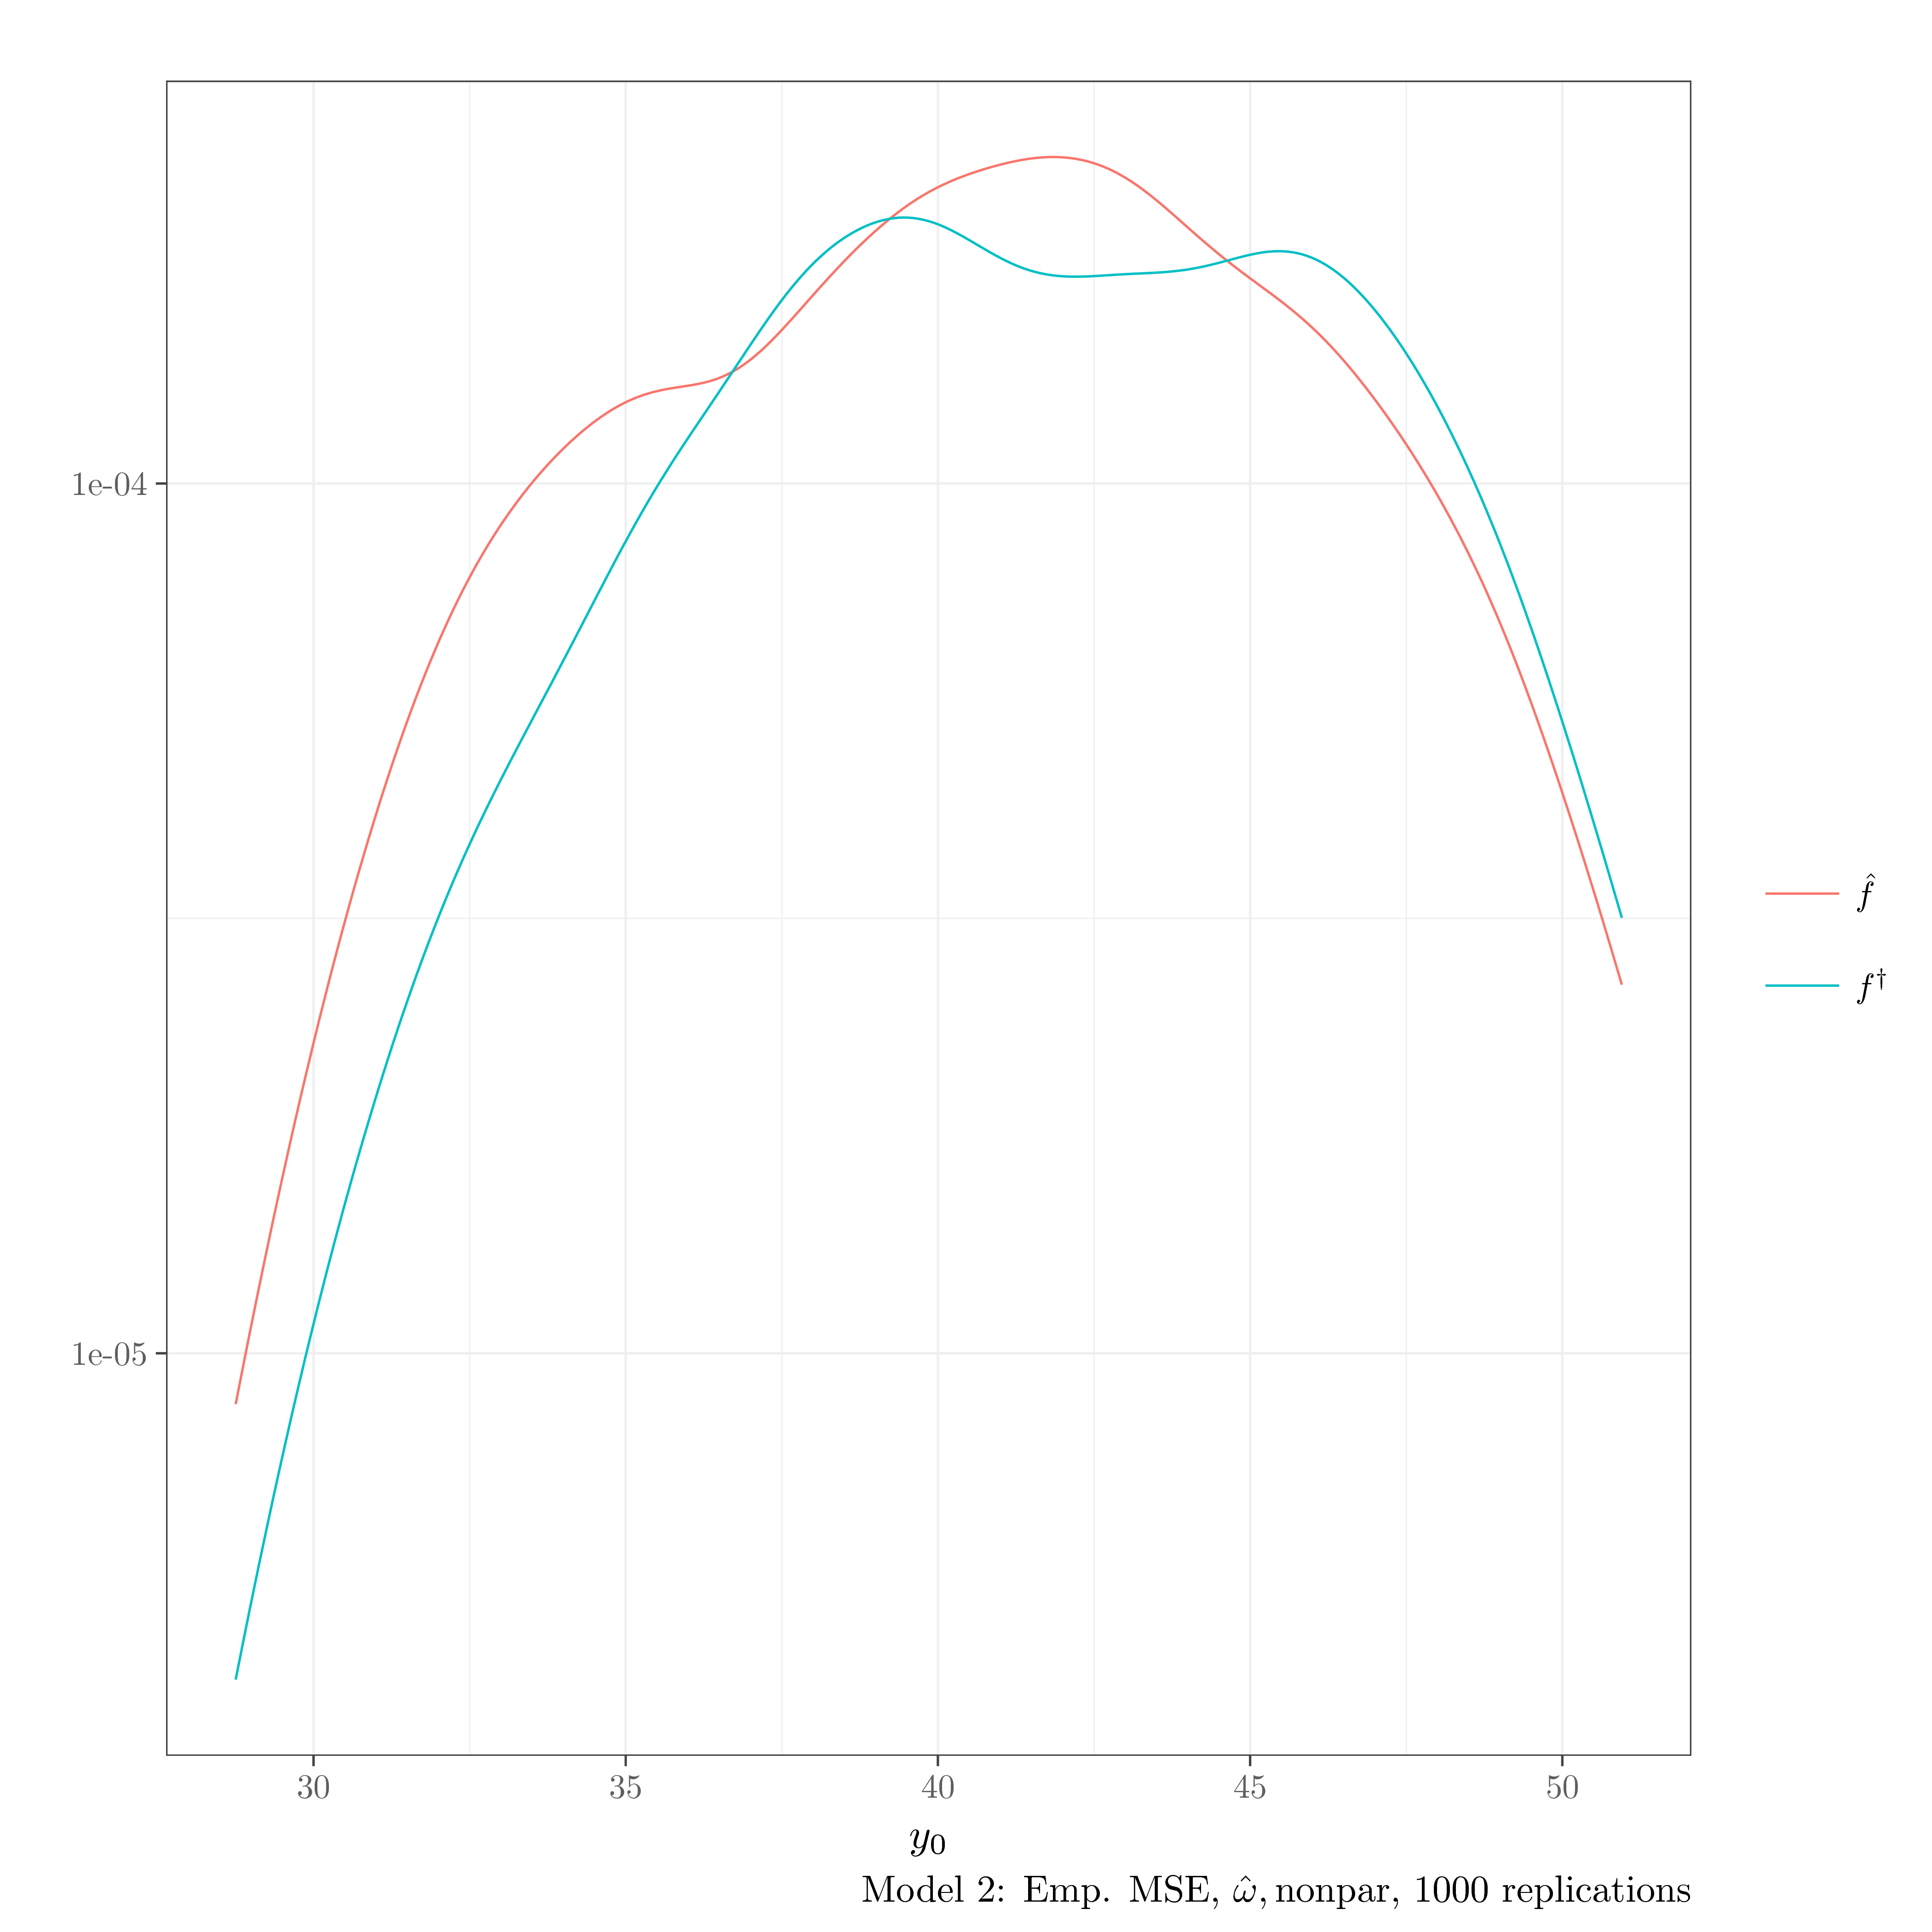 1e-04
1e-05
30 35 40 45 50
y₀
f̂
f†
Model 2: Emp. MSE, ω̂, nonpar, 1000 replications